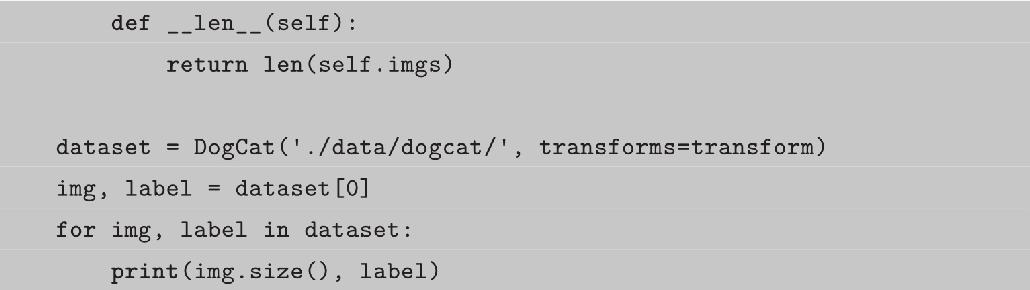 def __len__(self):
        return len(self.imgs)

dataset = DogCat('./data/dogcat/', transforms=transform)
img, label = dataset[0]
for img, label in dataset:
    print(img.size(), label)